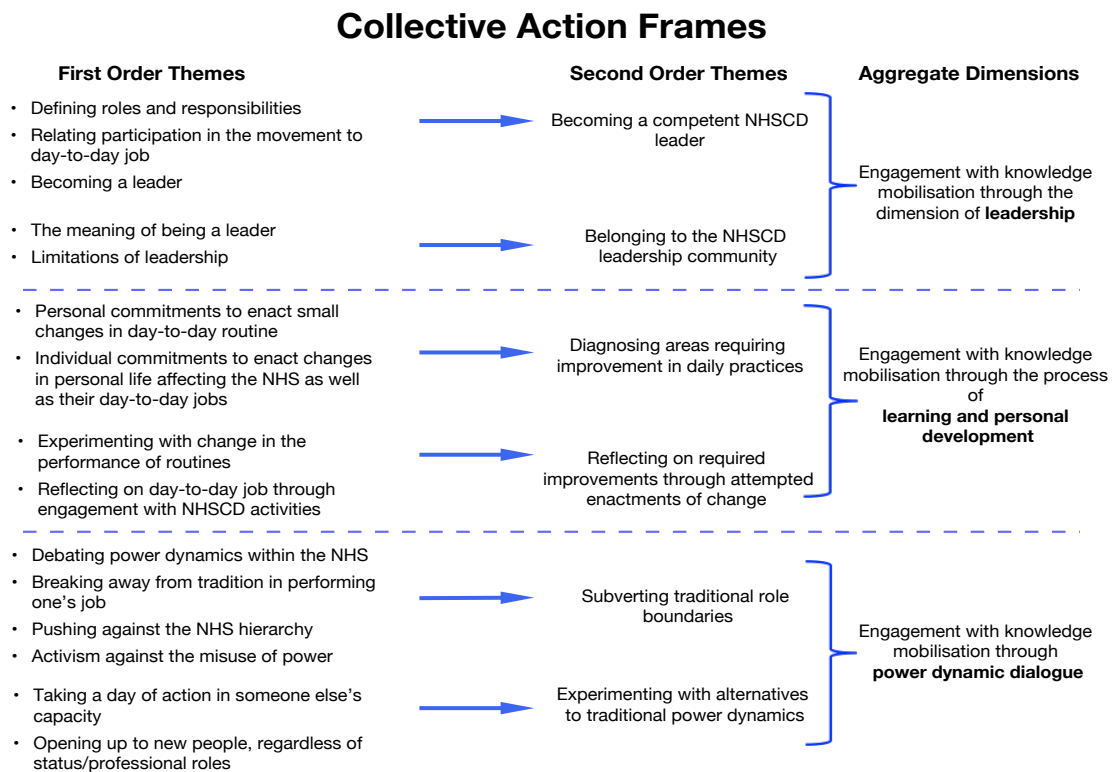 Collective Action Frames
First Order Themes
Second Order Themes
Aggregate Dimensions
• Defining roles and responsibilities
• Relating participation in the movement to
day-to-day job
• Becoming a leader
Becoming a competent NHSCD
leader
• The meaning of being a leader
• Limitations of leadership
Belonging to the NHSCD
leadership community
Engagement with knowledge
mobilisation through the
dimension of leadership
• Personal commitments to enact small
changes in day-to-day routine
• Individual commitments to enact changes
in personal life affecting the NHS as well
as their day-to-day jobs
Diagnosing areas requiring
improvement in daily practices
• Experimenting with change in the
performance of routines
• Reflecting on day-to-day job through
engagement with NHSCD activities
Reflecting on required
improvements through attempted
enactments of change
Engagement with knowledge
mobilisation through the process
of
learning and personal
development
• Debating power dynamics within the NHS
• Breaking away from tradition in performing
one's job
• Pushing against the NHS hierarchy
• Activism against the misuse of power
Subverting traditional role
boundaries
• Taking a day of action in someone else's
capacity
• Opening up to new people, regardless of
status/professional roles
Experimenting with alternatives
to traditional power dynamics
Engagement with knowledge
mobilisation through
power dynamic dialogue